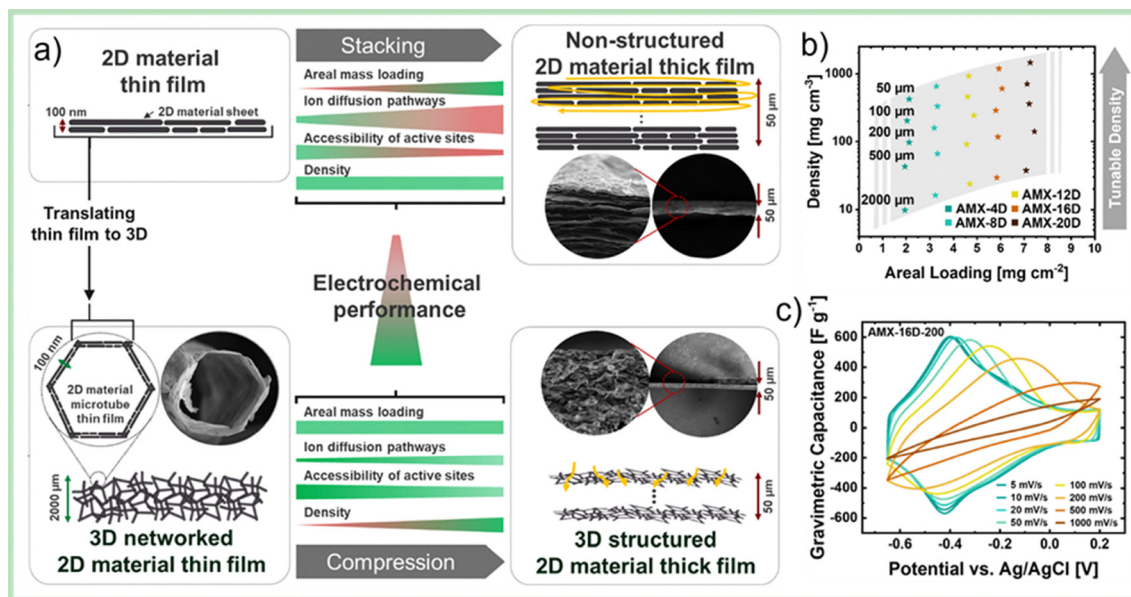 a)
2D material
thin film
100 nm
2D material sheet
Translating
thin film to 3D
100 nm
2D material
microtube
thin film
2000 µm
3D networked
2D material thin film
Stacking
Areal mass loading
Ion diffusion pathways
Accessibility of active sites
Density
Electrochemical
performance
Areal mass loading
Ion diffusion pathways
Accessibility of active sites
Density
Compression
Non-structured
2D material thick film
50 µm
50 µm
50 µm
50 µm
3D structured
2D material thick film
b)
Density [mg cm-3]
1000
100
10
50 µm
100 µm
200 µm
500 µm
2000 µm
AMX-12D
AMX-4D
AMX-16D
AMX-8D
AMX-20D
0 1 2 3 4 5 6 7 8 9 10
Areal Loading [mg cm-2]
Tunable Density
c)
Gravimetric Capacitance [F g-1]
AMX-16D-200
600
400
200
0
-200
-400
-600
5 mV/s
100 mV/s
10 mV/s
200 mV/s
20 mV/s
500 mV/s
50 mV/s
1000 mV/s
-0.6 -0.4 -0.2 0.0 0.2
Potential vs. Ag/AgCl [V]